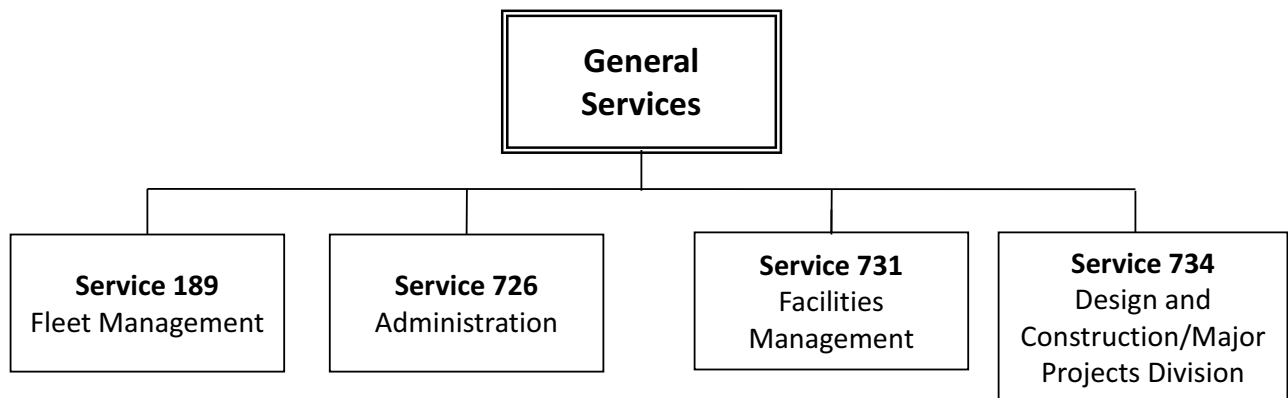 General
Services
Service 189
Fleet Management
Service 726
Administration
Service 731
Facilities
Management
Service 734
Design and
Construction/Major
Projects Division